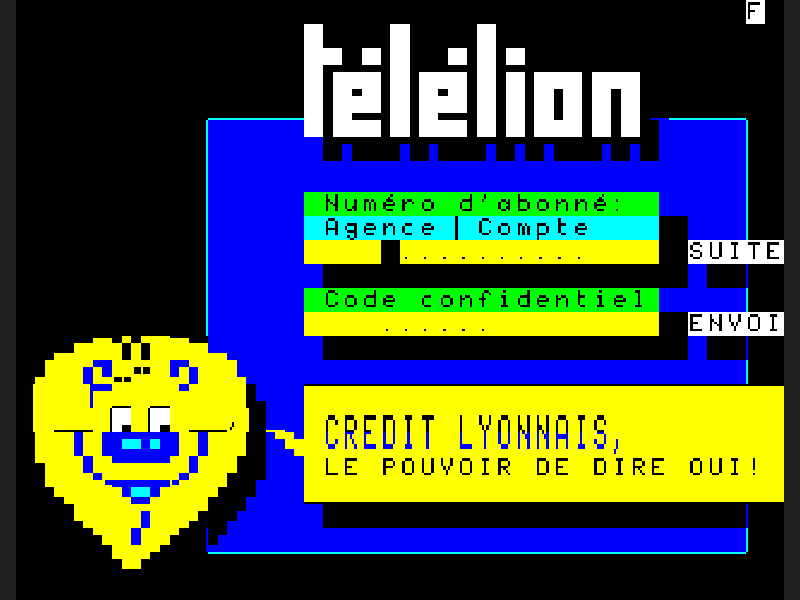 F
télélion
Numéro d'abonné:
Agence | Compte
. . . . . . . . . . SUITE
Code confidentiel
. . . . . . ENVOI
CREDIT LYONNAIS,
LE POUVOIR DE DIRE OUI!